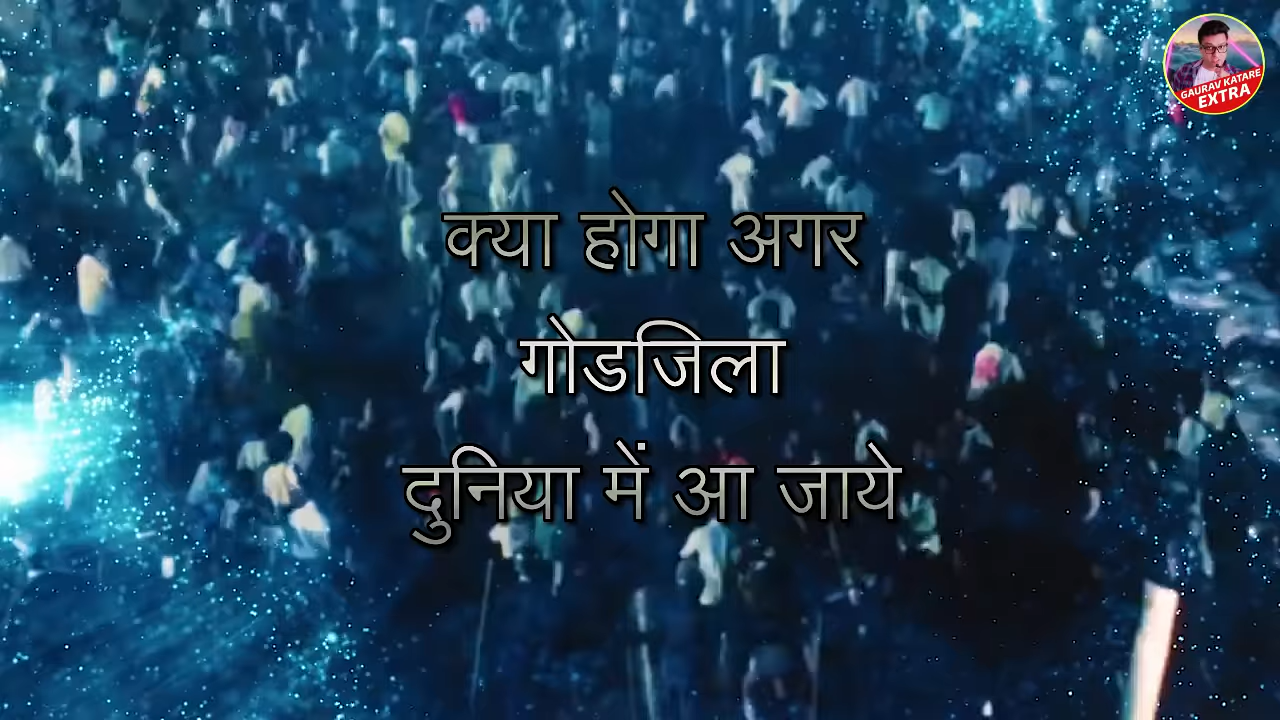 GAURAV KATARE
EXTRA
क्या होगा अगर
गोडजिला
दुनिया में आ जाये